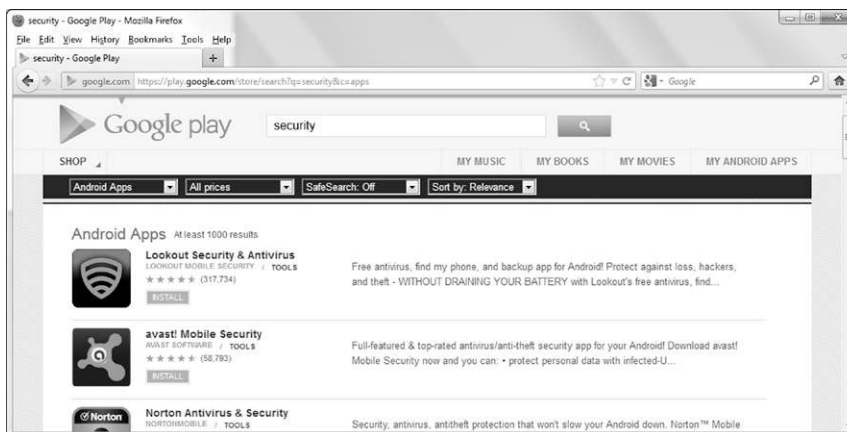 security - Google Play - Mozilla Firefox
File Edit View History Bookmarks Tools Help
security - Google Play +
google.com https://play.google.com/store/search?q=security&c=apps Google
Google play security
SHOP MY MUSIC MY BOOKS MY MOVIES MY ANDROID APPS
Android Apps All prices SafeSearch: Off Sort by: Relevance
Android Apps At least 1000 results
Lookout Security & Antivirus
LOOKOUT MOBILE SECURITY / TOOLS
(317,734)
INSTALL
Free antivirus, find my phone, and backup app for Android! Protect against loss, hackers,
and theft - WITHOUT DRAINING YOUR BATTERY with Lookout's free antivirus, find...
avast! Mobile Security
AVAST SOFTWARE / TOOLS
(58,793)
INSTALL
Full-featured & top-rated antivirus/anti-theft security app for your Android! Download avast!
Mobile Security now and you can: • protect personal data with infected-U...
Norton
Norton Antivirus & Security
NORTONMOBILE / TOOLS
Security, antivirus, antitheft protection that won't slow your Android down. Norton™ Mobile